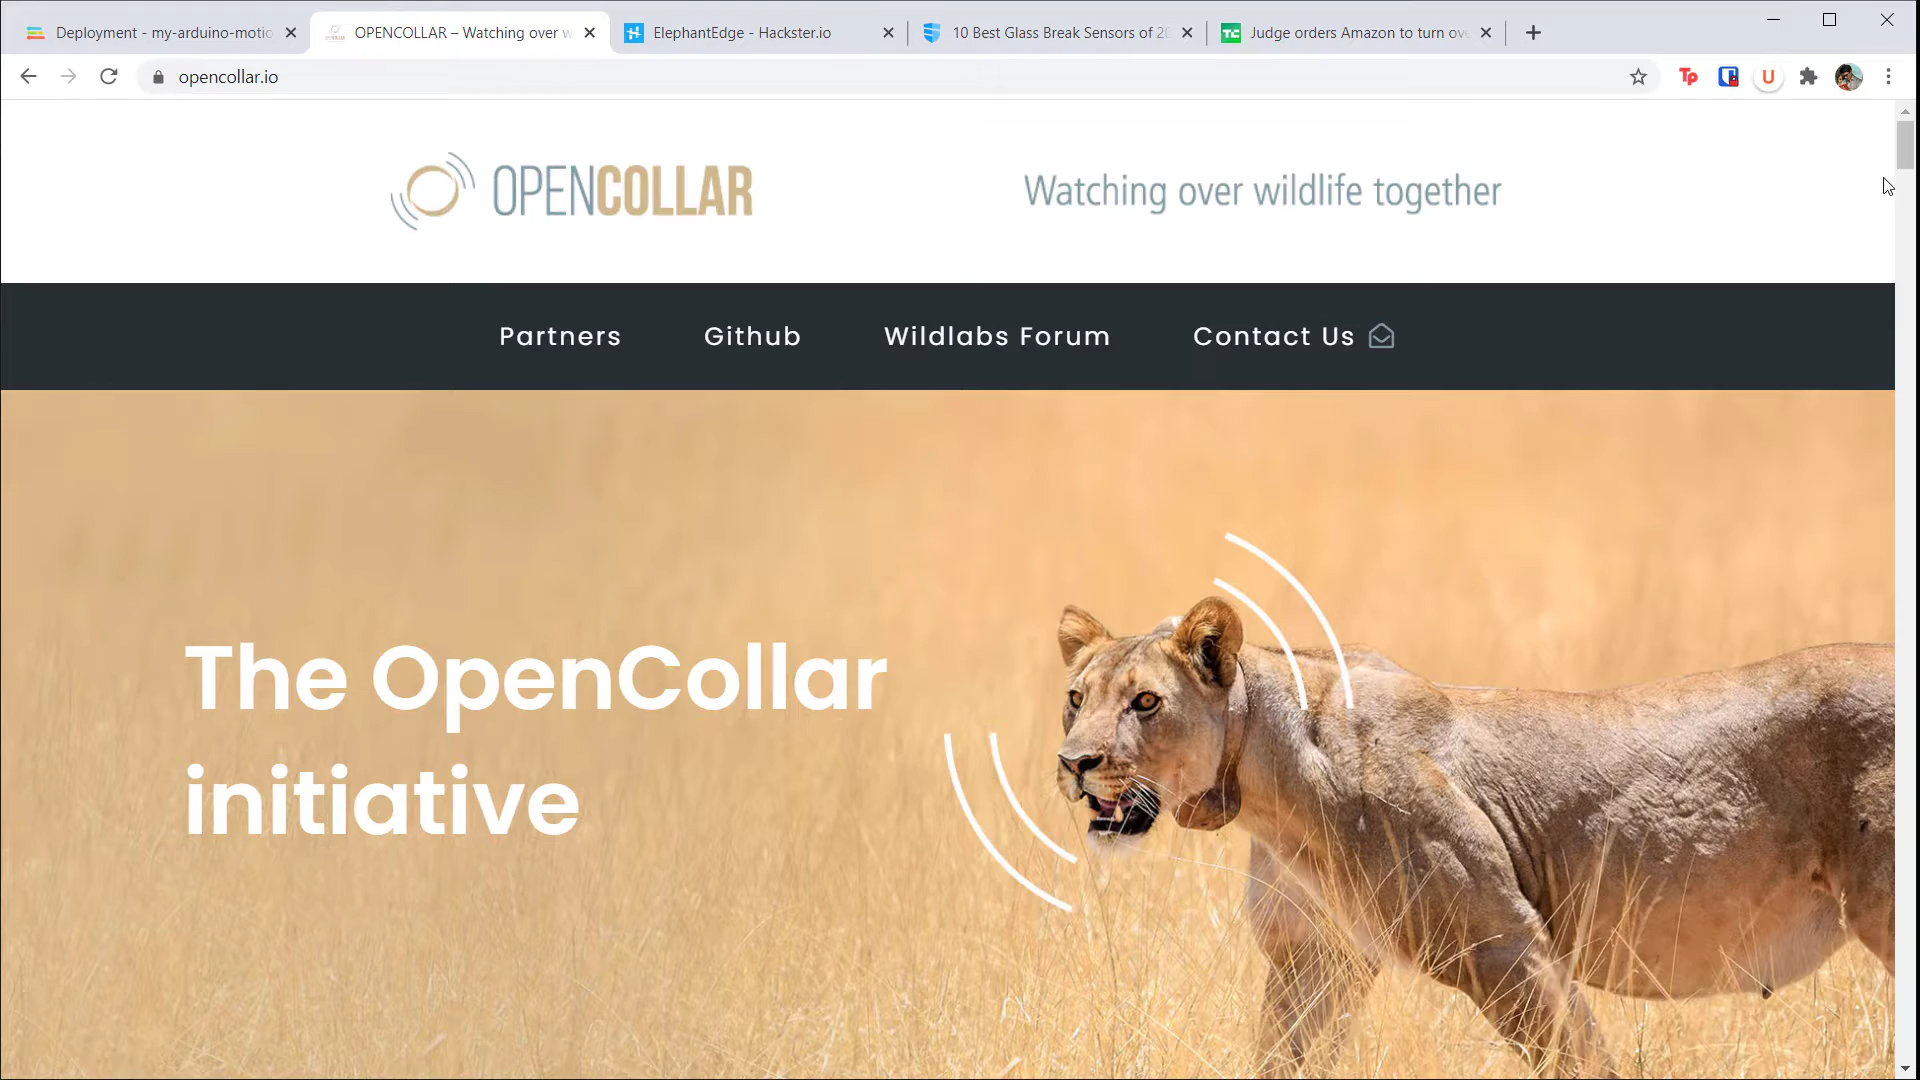 Deployment - my-arduino-motio
OPENCOLLAR – Watching over w
ElephantEdge - Hackster.io
10 Best Glass Break Sensors of 20
Judge orders Amazon to turn ove
opencollar.io
Tp
U
OPENCOLLAR
Watching over wildlife together
Partners
Github
Wildlabs Forum
Contact Us
The OpenCollar
initiative